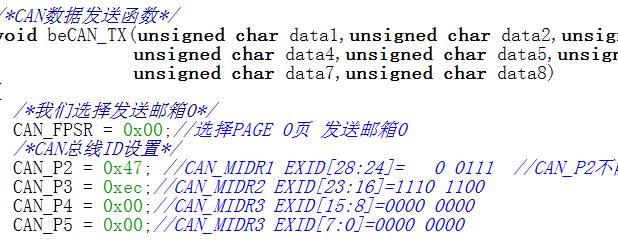 /*CAN数据发送函数*/
void beCAN_TX(unsigned char data1,unsigned char data2,unsig
unsigned char data4,unsigned char data5,unsig
unsigned char data7,unsigned char data8)
{
/*我们选择发送邮箱0*/
CAN_FPSR = 0x00;//选择PAGE 0页 发送邮箱0
/*CAN总线ID设置*/
CAN_P2 = 0x47; //CAN_MIDR1 EXID[28:24]=   0 0111  //CAN_P2不
CAN_P3 = 0xec;//CAN_MIDR2 EXID[23:16]=1110 1100
CAN_P4 = 0x00;//CAN_MIDR3 EXID[15:8]=0000 0000
CAN_P5 = 0x00;//CAN_MIDR3 EXID[7:0]=0000 0000